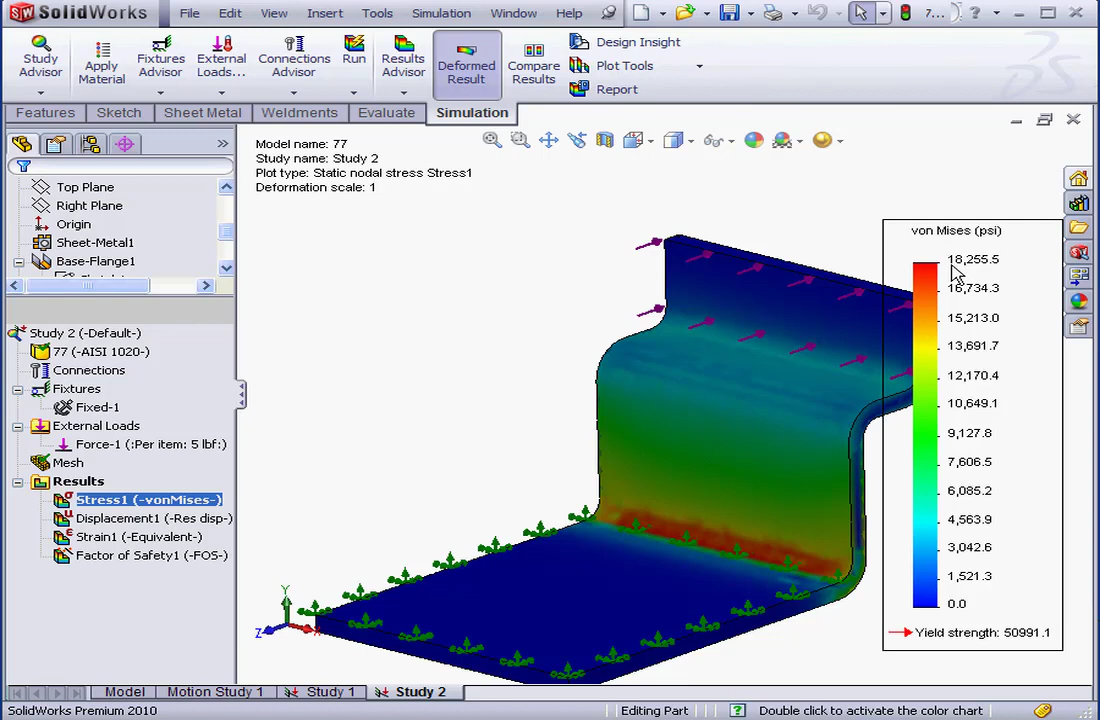 SolidWorks File Edit View Insert Tools Simulation Window Help 7... ?
Study Advisor
Apply Material
Fixtures Advisor
External Loads...
Connections Advisor
Run
Results Advisor
Deformed Result
Compare Results
Design Insight
Plot Tools
Report
Features Sketch Sheet Metal Weldments Evaluate Simulation
Top Plane
Right Plane
Origin
Sheet-Metal1
Base-Flange1
Study 2 (-Default-)
77 (-AISI 1020-)
Connections
Fixtures
Fixed-1
External Loads
Force-1 (:Per item: 5 lbf:)
Mesh
Results
Stress1 (-vonMises-)
Displacement1 (-Res disp-)
Strain1 (-Equivalent-)
Factor of Safety1 (-FOS-)
Model name: 77
Study name: Study 2
Plot type: Static nodal stress Stress1
Deformation scale: 1
von Mises (psi)
18,255.5
16,734.3
15,213.0
13,691.7
12,170.4
10,649.1
9,127.8
7,606.5
6,085.2
4,563.9
3,042.6
1,521.3
0.0
Yield strength: 50991.1
Y
Z
X
Model Motion Study 1 Study 1 Study 2
SolidWorks Premium 2010 Editing Part ? Double click to activate the color chart